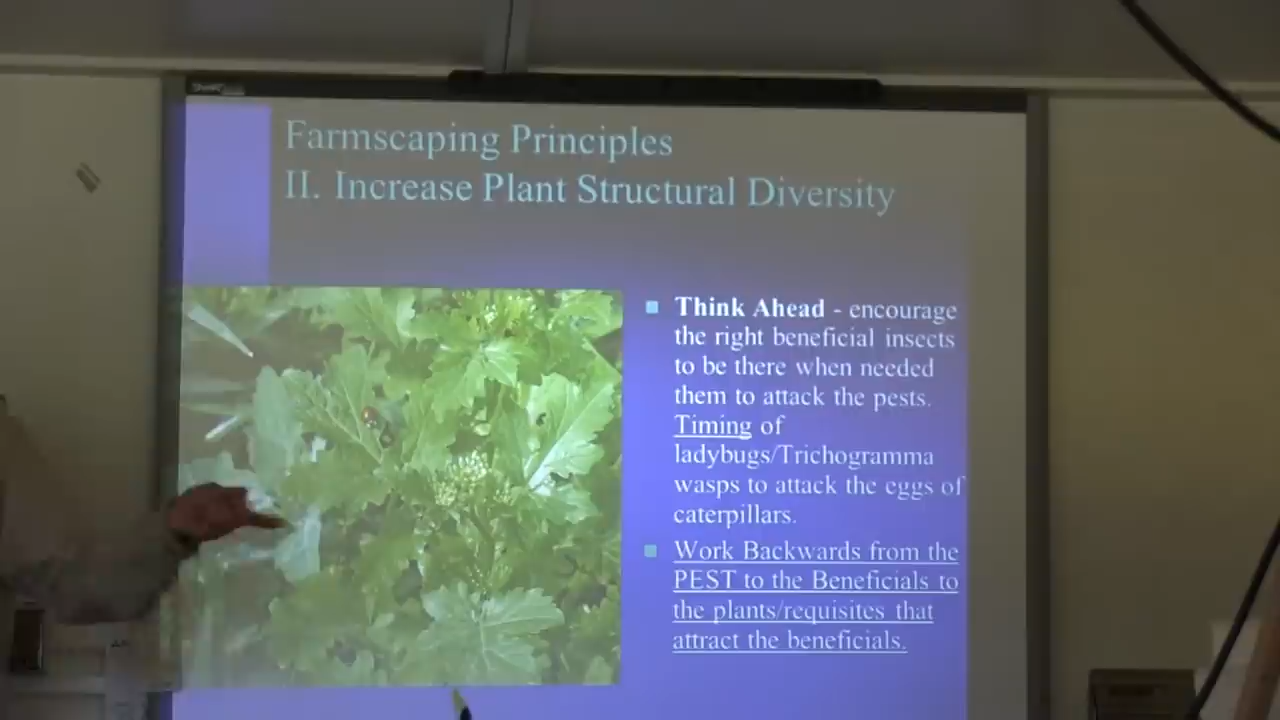 Farmscaping Principles
II. Increase Plant Structural Diversity
Think Ahead - encourage
the right beneficial insects
to be there when needed
them to attack the pests.
Timing of
ladybugs/Trichogramma
wasps to attack the eggs of
caterpillars.
Work Backwards from the
PEST to the Beneficials to
the plants/requisites that
attract the beneficials.